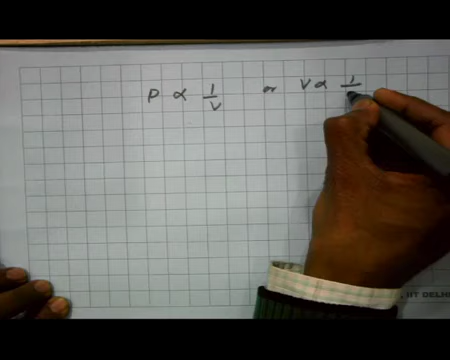 P ∝ 1/V or V ∝ 1/
IIT DELHI